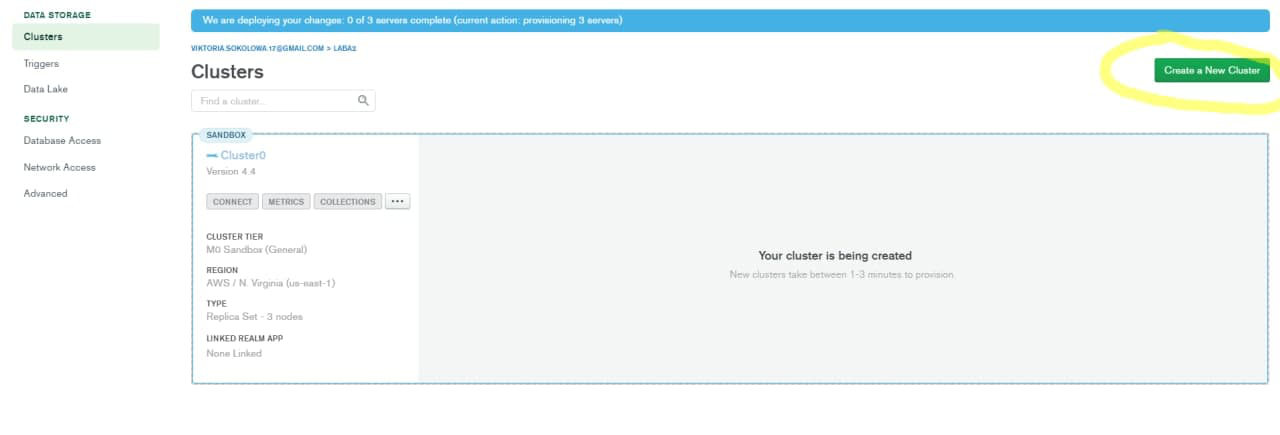 DATA STORAGE
Clusters
Triggers
Data Lake
SECURITY
Database Access
Network Access
Advanced
We are deploying your changes: 0 of 3 servers complete (current action: provisioning 3 servers)
VIKTORIA.SOKOLOWA.17@GMAIL.COM > LABA2
Clusters
Create a New Cluster
Find a cluster...
SANDBOX
Cluster0
Version 4.4
CONNECT METRICS COLLECTIONS ...
CLUSTER TIER
M0 Sandbox (General)
REGION
AWS / N. Virginia (us-east-1)
TYPE
Replica Set - 3 nodes
LINKED REALM APP
None Linked
Your cluster is being created
New clusters take between 1-3 minutes to provision.